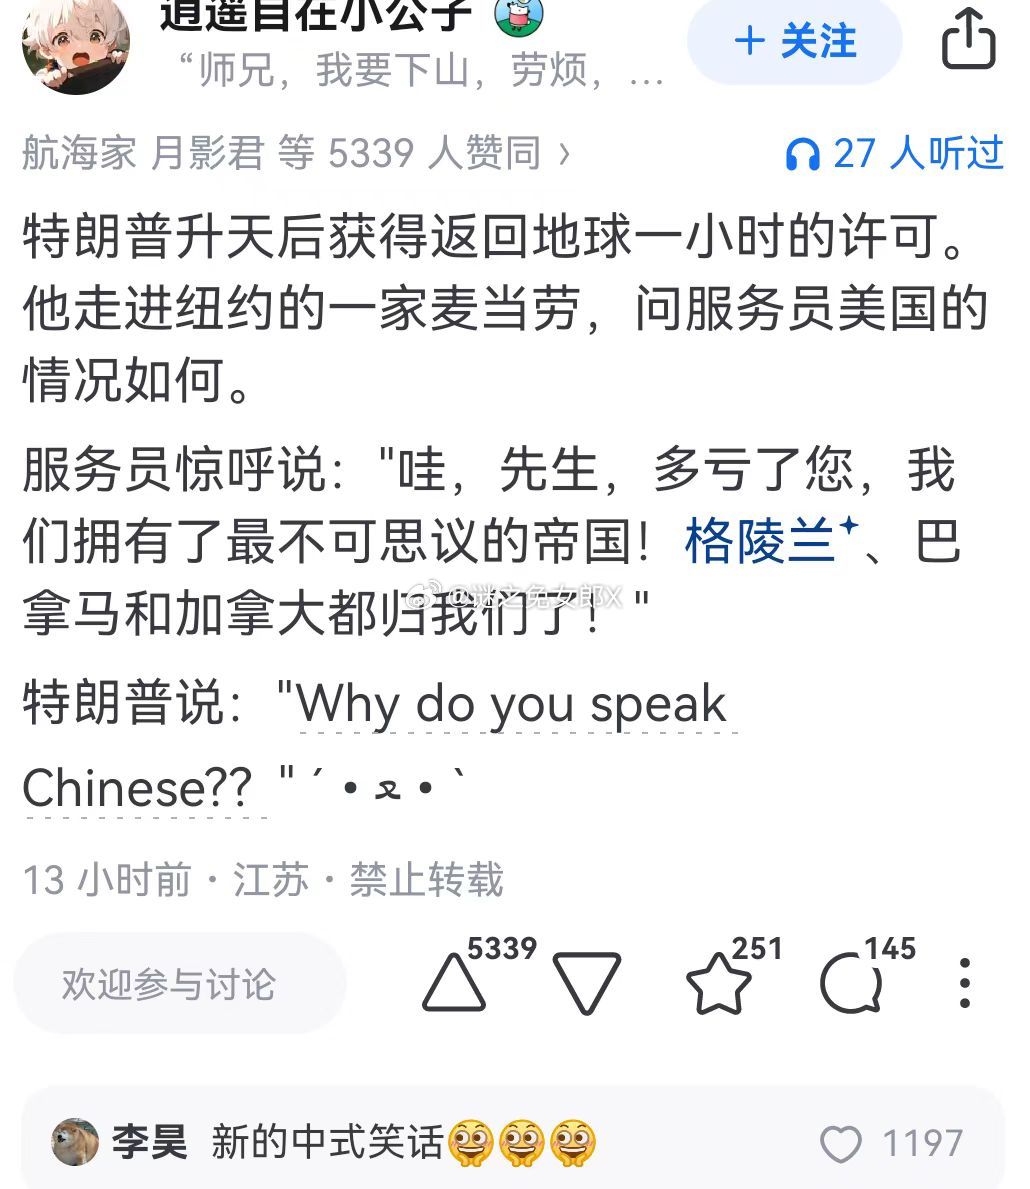 逍遥自在小公子
“师兄，我要下山，劳烦，...
+ 关注
航海家 月影君 等 5339 人赞同 ›
27 人听过
特朗普升天后获得返回地球一小时的许可。
他走进纽约的一家麦当劳，问服务员美国的
情况如何。
服务员惊呼说："哇，先生，多亏了您，我
们拥有了最不可思议的帝国！格陵兰、巴
拿马和加拿大都归我们了！"
@谜之兔女郎X
特朗普说："Why do you speak
Chinese?? " ´•ﻌ•`
13 小时前 · 江苏 · 禁止转载
欢迎参与讨论
5339
251
145
李昊 新的中式笑话
1197